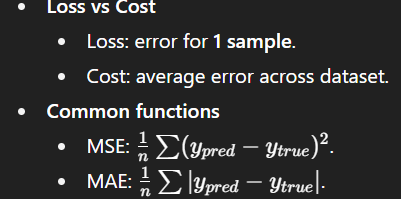 • Loss vs Cost
• Loss: error for 1 sample.
• Cost: average error across dataset.
• Common functions
• MSE: $\frac{1}{n} \sum (y_{pred} - y_{true})^2$.
• MAE: $\frac{1}{n} \sum |y_{pred} - y_{true}|$.